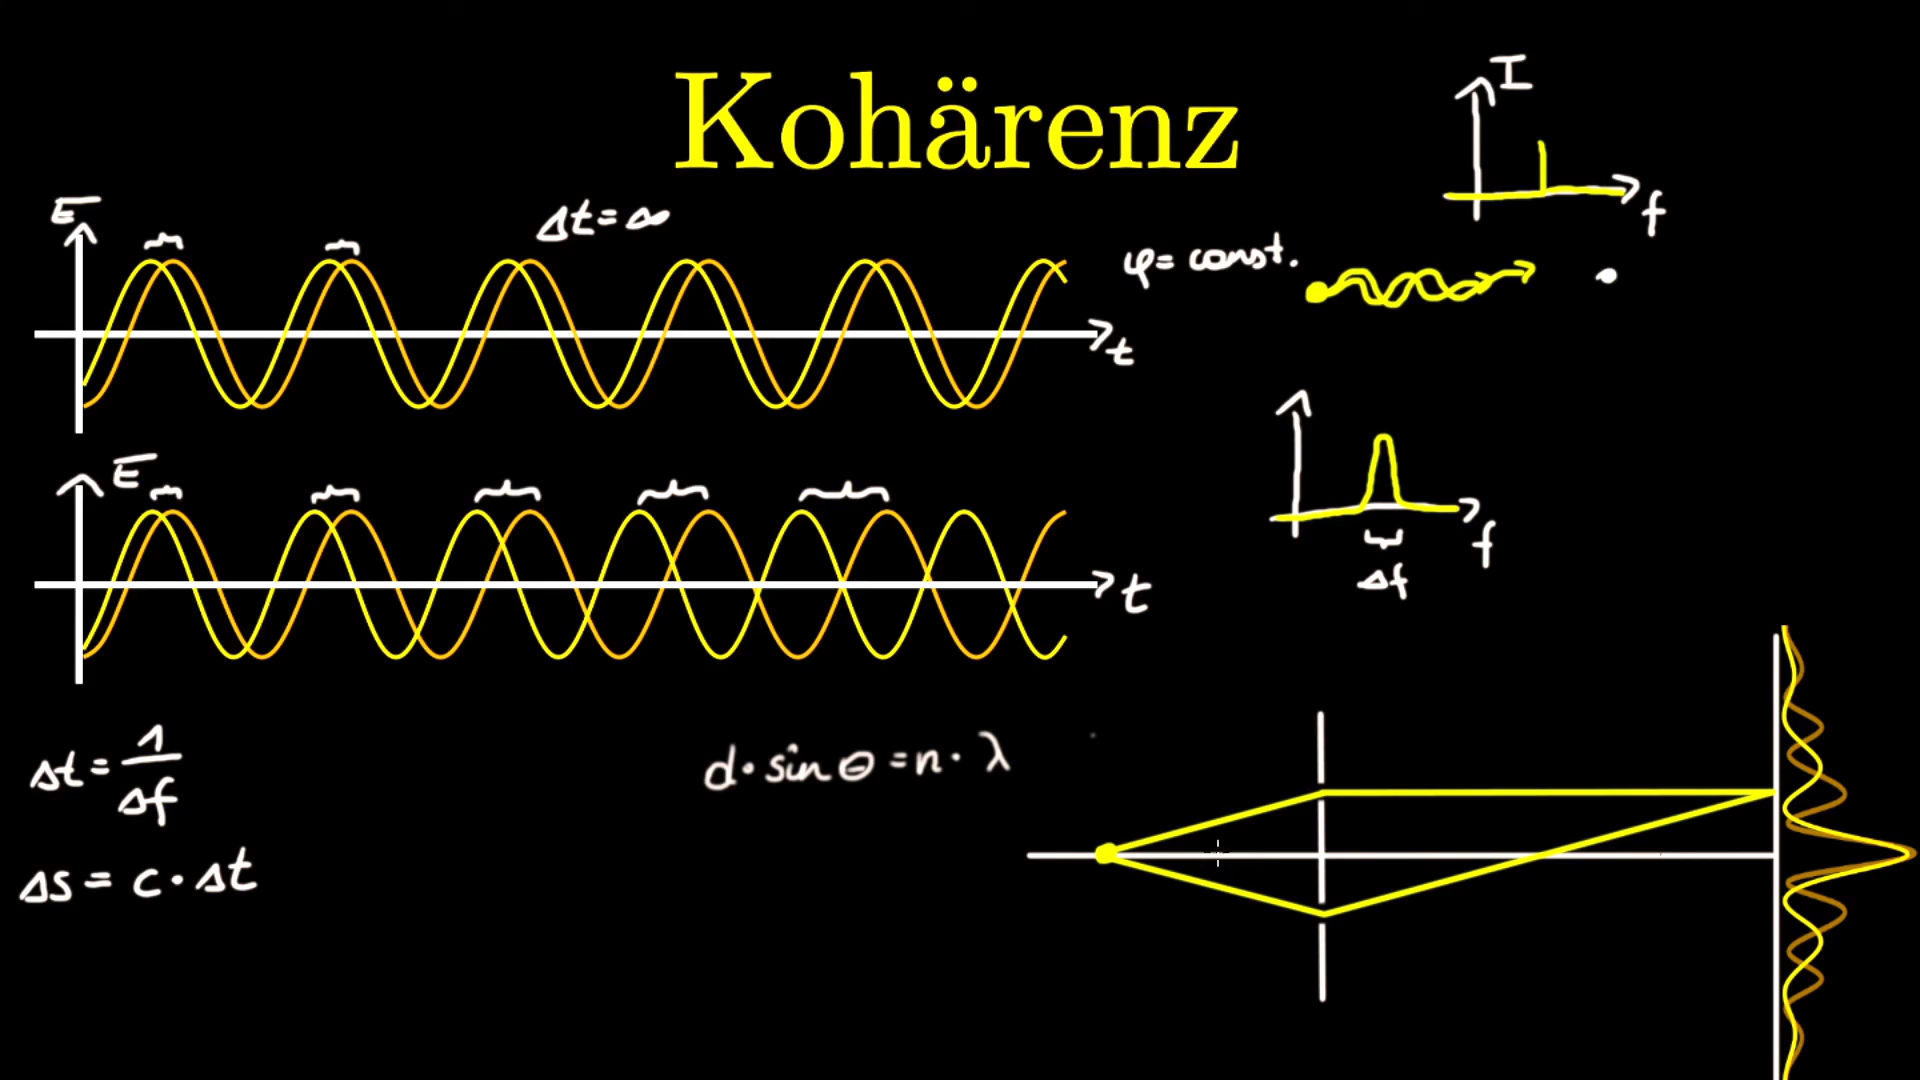 Kohärenz
I
f
E
Δt=∞
t
φ= const.
E
t
f
Δf
Δt=1/Δf
d·sinθ=n·λ
Δs= c·Δt